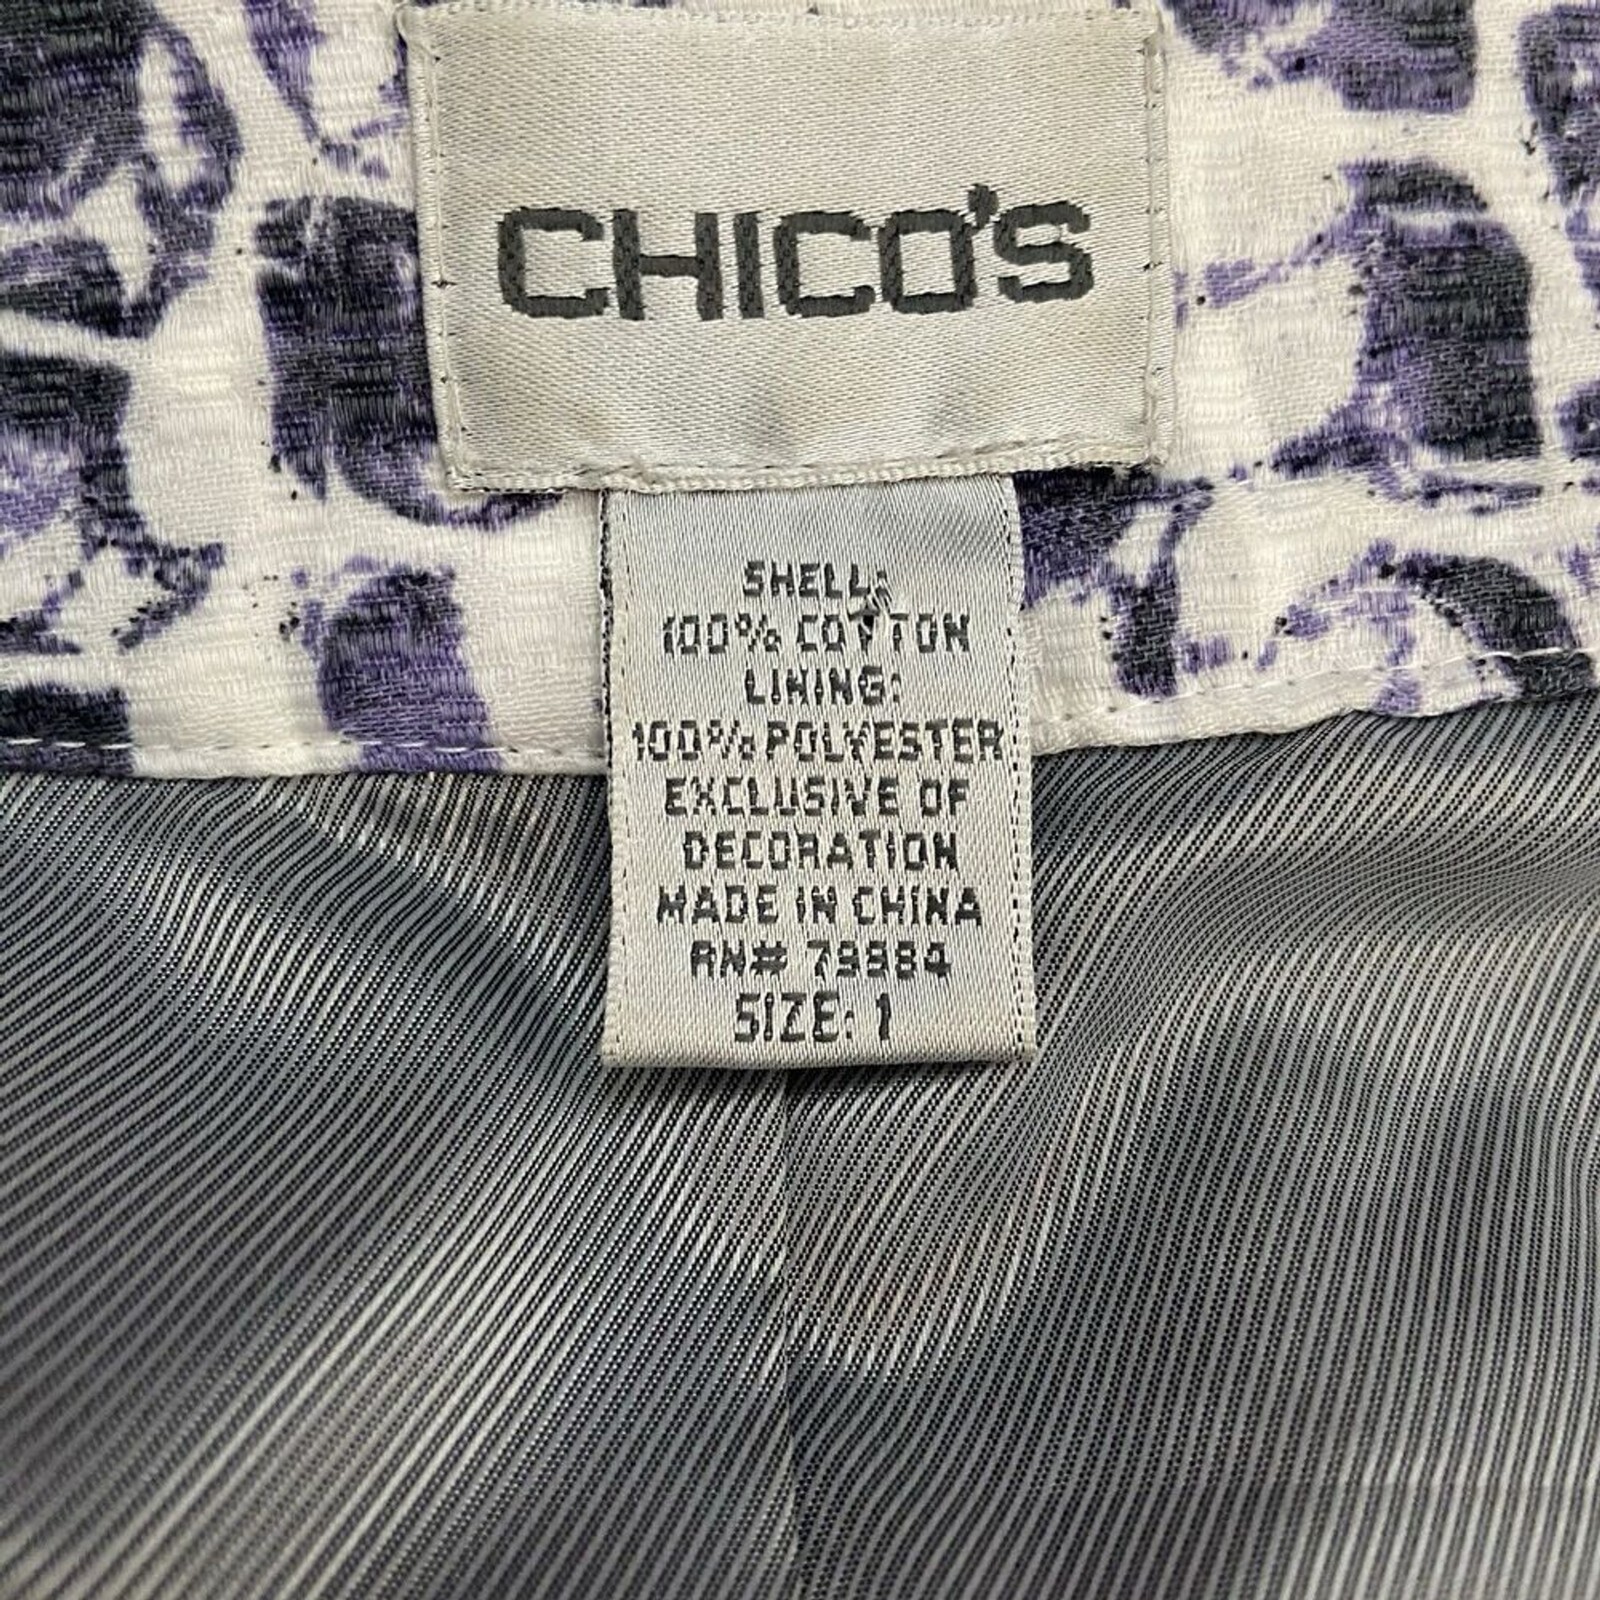 CHICO'S
SHELL:
100% COTTON
LINING:
100% POLYESTER
EXCLUSIVE OF
DECORATION
MADE IN CHINA
RN# 79984
SIZE: 1